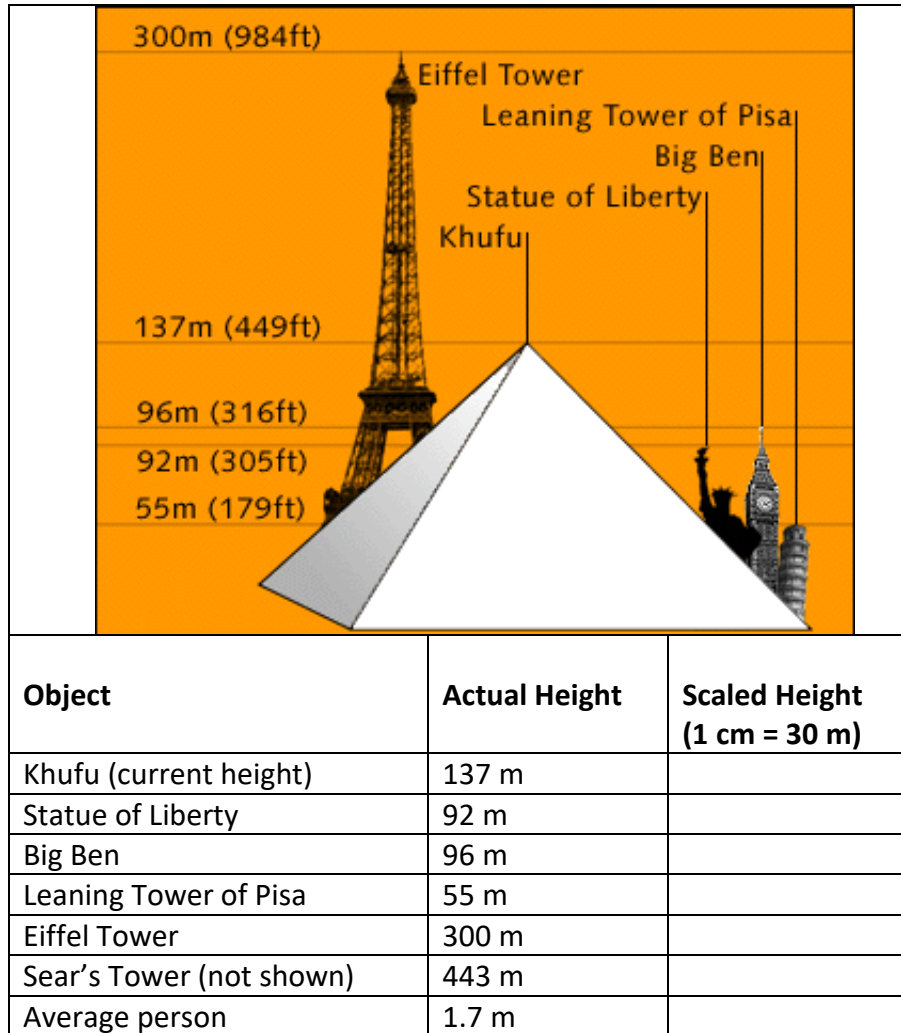 300m (984ft)
Eiffel Tower
Leaning Tower of Pisa
Big Ben
Statue of Liberty
Khufu
137m (449ft)
96m (316ft)
92m (305ft)
55m (179ft)
Object Actual Height Scaled Height
(1 cm = 30 m)
Khufu (current height) 137 m
Statue of Liberty 92 m
Big Ben 96 m
Leaning Tower of Pisa 55 m
Eiffel Tower 300 m
Sear’s Tower (not shown) 443 m
Average person 1.7 m